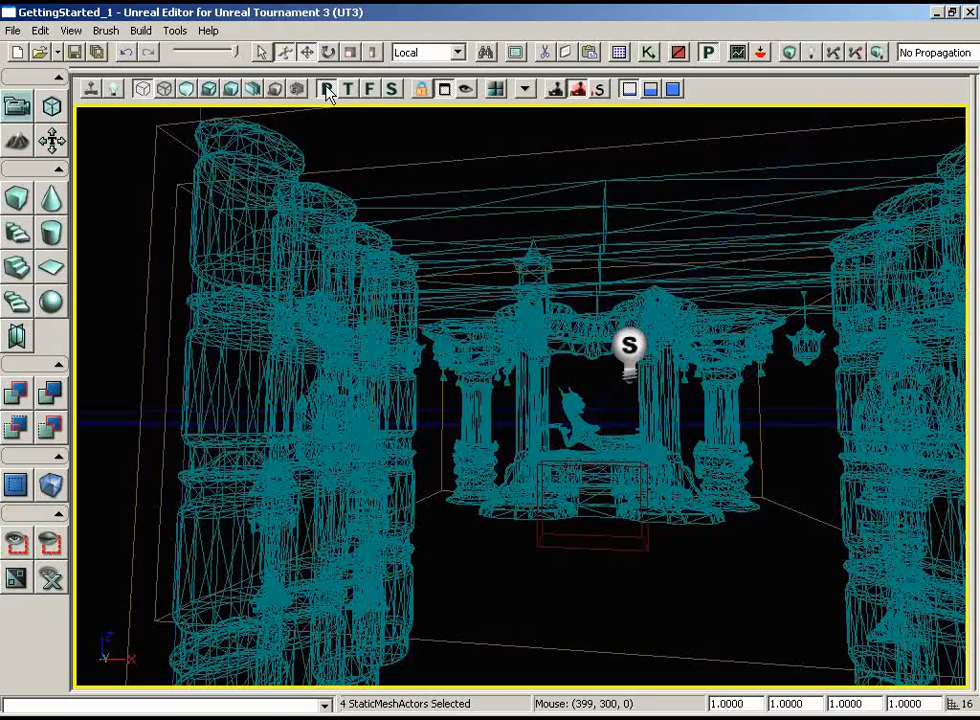 GettingStarted_1 - Unreal Editor for Unreal Tournament 3 (UT3)
File Edit View Brush Build Tools Help
Local No Propagation
P T F S
S
Z Y X
4 StaticMeshActors Selected Mouse: (399, 300, 0) 1.0000 1.0000 1.0000 1.0000 16